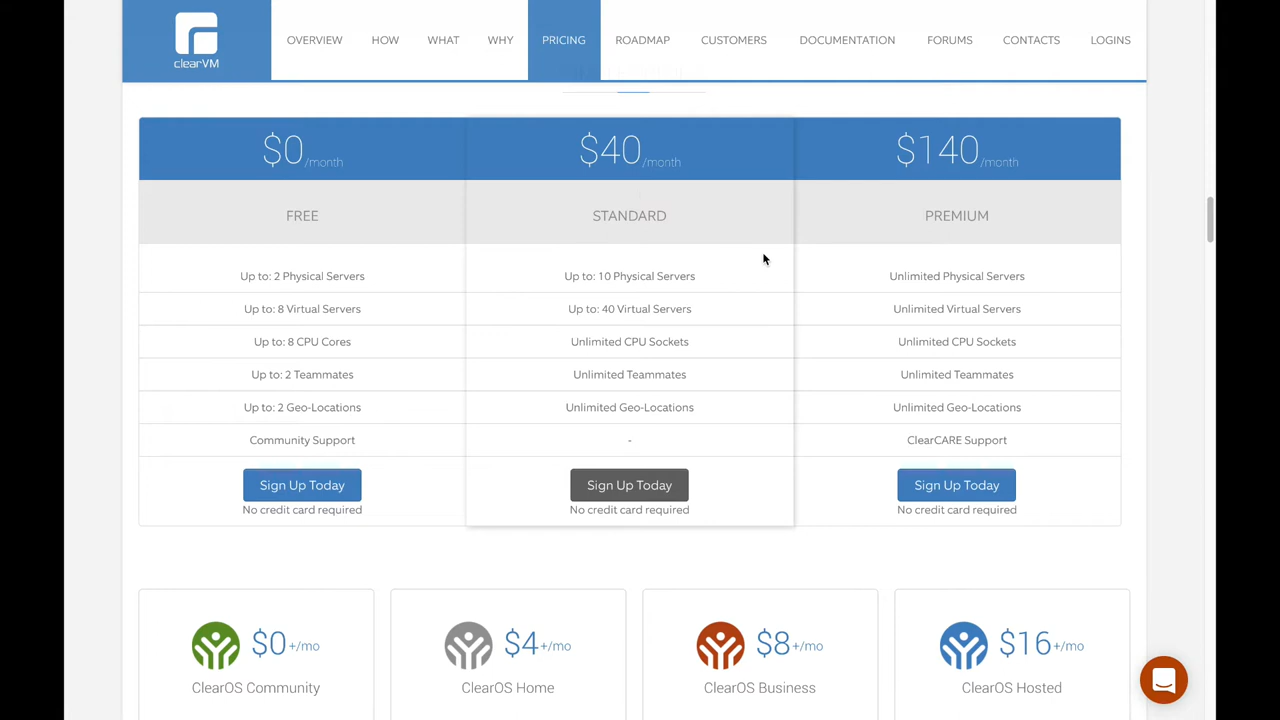 clearVM
OVERVIEW HOW WHAT WHY PRICING ROADMAP CUSTOMERS DOCUMENTATION FORUMS CONTACTS LOGINS
$0/month $40/month $140/month
FREE STANDARD PREMIUM
Up to: 2 Physical Servers Up to: 10 Physical Servers Unlimited Physical Servers
Up to: 8 Virtual Servers Up to: 40 Virtual Servers Unlimited Virtual Servers
Up to: 8 CPU Cores Unlimited CPU Sockets Unlimited CPU Sockets
Up to: 2 Teammates Unlimited Teammates Unlimited Teammates
Up to: 2 Geo-Locations Unlimited Geo-Locations Unlimited Geo-Locations
Community Support - ClearCARE Support
Sign Up Today Sign Up Today Sign Up Today
No credit card required No credit card required No credit card required
$0+/mo $4+/mo $8+/mo $16+/mo
ClearOS Community ClearOS Home ClearOS Business ClearOS Hosted